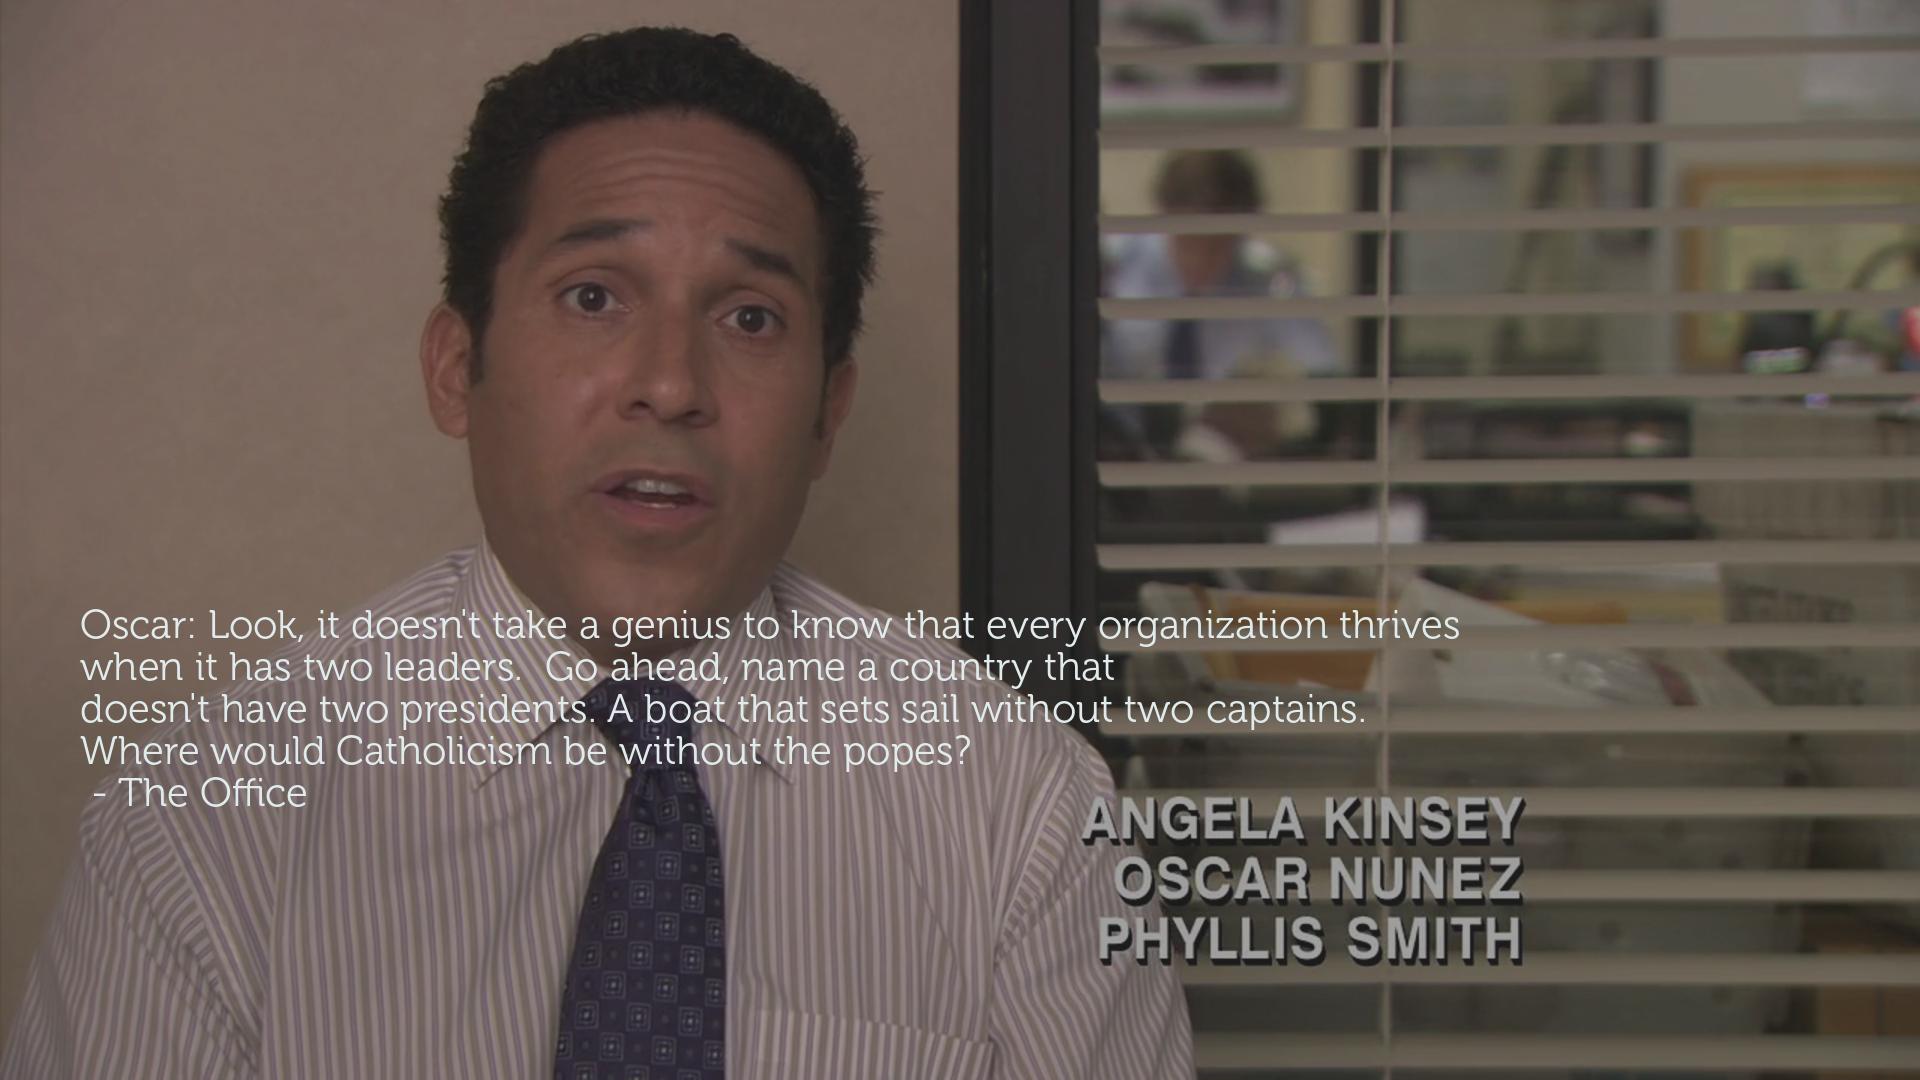 Oscar: Look, it doesn't take a genius to know that every organization thrives
when it has two leaders.  Go ahead, name a country that
doesn't have two presidents. A boat that sets sail without two captains.
Where would Catholicism be without the popes?
- The Office
ANGELA KINSEY
OSCAR NUNEZ
PHYLLIS SMITH